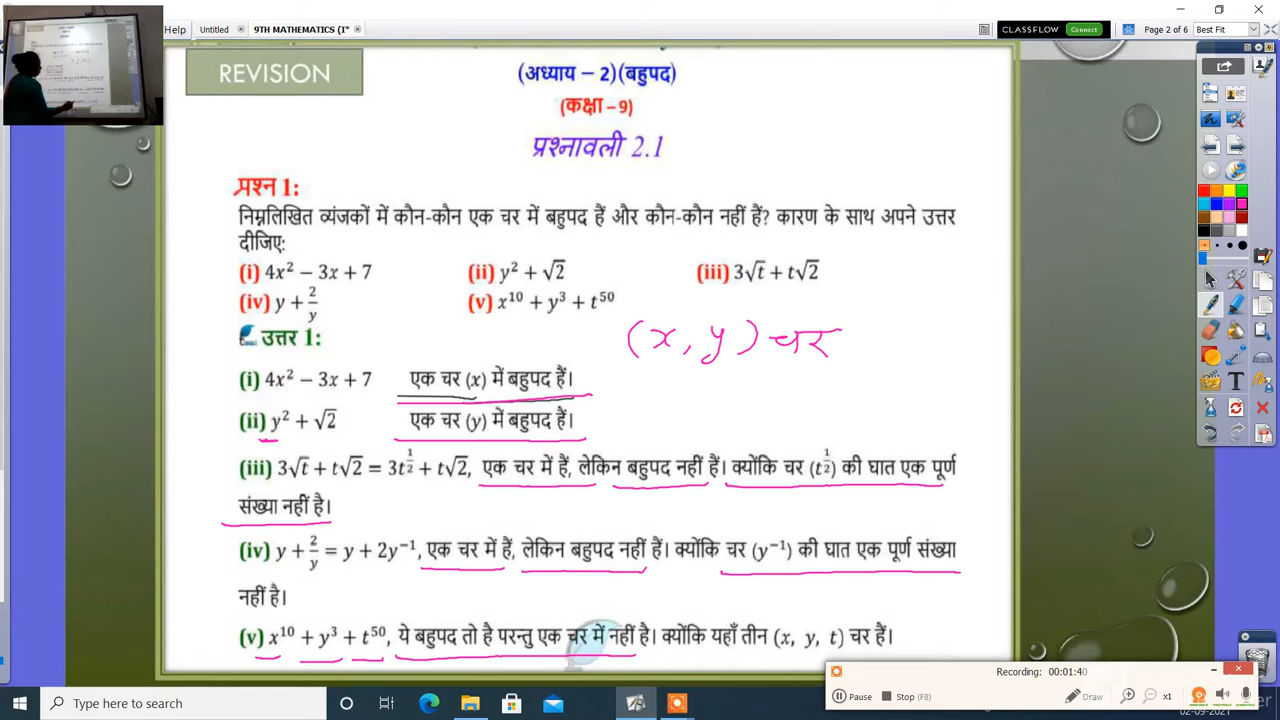 Help
Untitled
9TH MATHEMATICS (I*
CLASSFLOW Connect
Page 2 of 6
Best Fit
REVISION
(अध्याय – 2)(बहुपद)
(कक्षा – 9)
प्रश्नावली 2.1
प्रश्न 1:
निम्नलिखित व्यंजकों में कौन-कौन एक चर में बहुपद हैं और कौन-कौन नहीं हैं? कारण के साथ अपने उत्तर
दीजिए:
(i) 4x² − 3x + 7 (ii) y² + √2 (iii) 3√t + t√2
(iv) y + 2/y (v) x¹⁰ + y³ + t⁵⁰
उत्तर 1:
(x, y) चर
(i) 4x² − 3x + 7 एक चर (x) में बहुपद हैं।
(ii) y² + √2 एक चर (y) में बहुपद हैं।
(iii) 3√t + t√2 = 3t^(1/2) + t√2, एक चर में हैं, लेकिन बहुपद नहीं हैं। क्योंकि चर (t^(1/2)) की घात एक पूर्ण
संख्या नहीं है।
(iv) y + 2/y = y + 2y⁻¹, एक चर में हैं, लेकिन बहुपद नहीं हैं। क्योंकि चर (y⁻¹) की घात एक पूर्ण संख्या
नहीं है।
(v) x¹⁰ + y³ + t⁵⁰, ये बहुपद तो है परन्तु एक चर में नहीं है। क्योंकि यहाँ तीन (x, y, t) चर हैं।
Recording: 00:01:40
Pause Stop (F8) Draw x1
Type here to search
02-09-2021